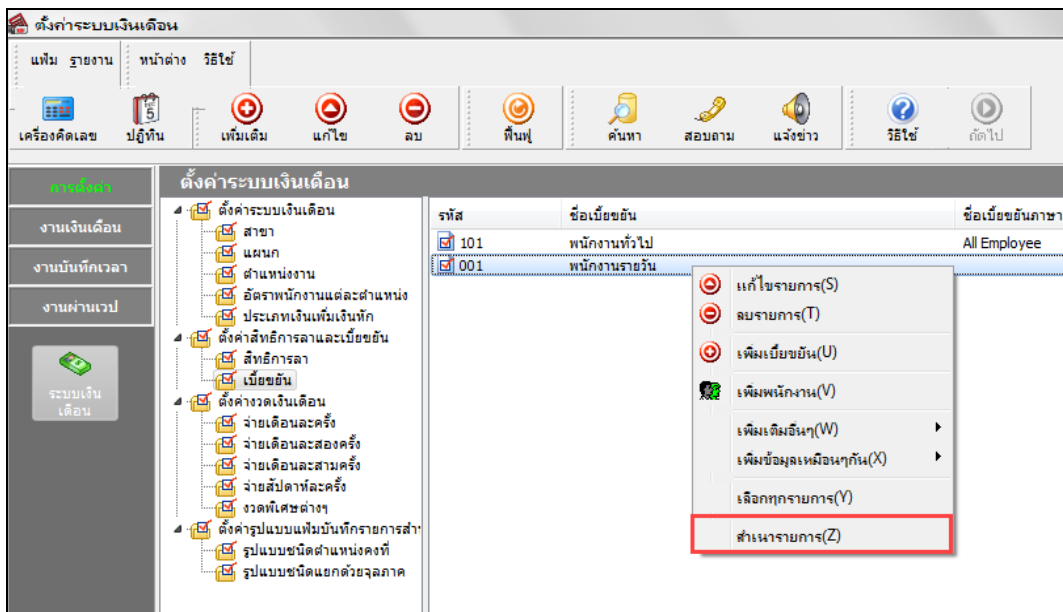 ตั้งค่าระบบเงินเดือน
แฟ้ม รายงาน หน้าต่าง วิธีใช้
เครื่องคิดเลข ปฏิทิน เพิ่มเติม แก้ไข ลบ ฟื้นฟู ค้นหา สอบถาม แจ้งข่าว วิธีใช้ ถัดไป
การตั้งค่า
งานเงินเดือน
งานบันทึกเวลา
งานผ่านเวป
ระบบเงิน
เดือน
ตั้งค่าระบบเงินเดือน
ตั้งค่าระบบเงินเดือน
สาขา
แผนก
ตำแหน่งงาน
อัตราพนักงานแต่ละตำแหน่ง
ประเภทเงินเพิ่มเงินหัก
ตั้งค่าสิทธิการลาและเบี้ยขยัน
สิทธิการลา
เบี้ยขยัน
ตั้งค่างวดเงินเดือน
จ่ายเดือนละครั้ง
จ่ายเดือนละสองครั้ง
จ่ายเดือนละสามครั้ง
จ่ายสัปดาห์ละครั้ง
งวดพิเศษต่างๆ
ตั้งค่ารูปแบบแฟ้มบันทึกรายการสำ
รูปแบบชนิดตำแหน่งคงที่
รูปแบบชนิดแยกด้วยจุลภาค
รหัส ชื่อเบี้ยขยัน ชื่อเบี้ยขยันภาษา
101 พนักงานทั่วไป All Employee
001 พนักงานรายวัน
แก้ไขรายการ(S)
ลบรายการ(T)
เพิ่มเบี้ยขยัน(U)
เพิ่มพนักงาน(V)
เพิ่มเติมอื่นๆ(W)
เพิ่มข้อมูลเหมือนๆกัน(X)
เลือกทุกรายการ(Y)
สำเนารายการ(Z)